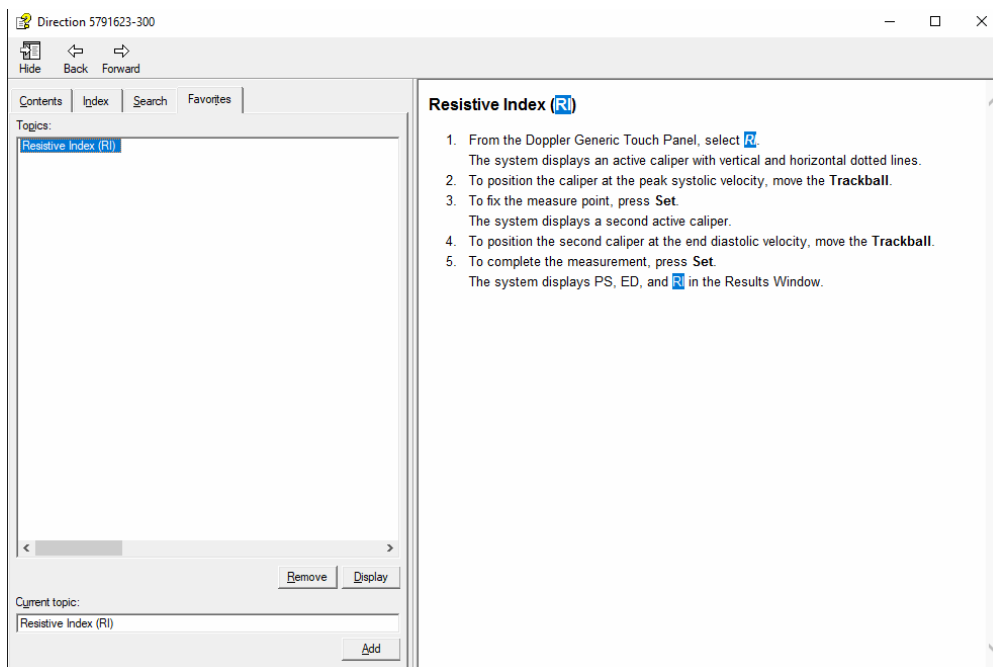 Direction 5791623-300
Hide Back Forward
Contents Index Search Favorites
Topics:
Resistive Index (RI)
Remove Display
Current topic:
Resistive Index (RI)
Add
Resistive Index (RI)
1. From the Doppler Generic Touch Panel, select RI.
The system displays an active caliper with vertical and horizontal dotted lines.
2. To position the caliper at the peak systolic velocity, move the Trackball.
3. To fix the measure point, press Set.
The system displays a second active caliper.
4. To position the second caliper at the end diastolic velocity, move the Trackball.
5. To complete the measurement, press Set.
The system displays PS, ED, and RI in the Results Window.